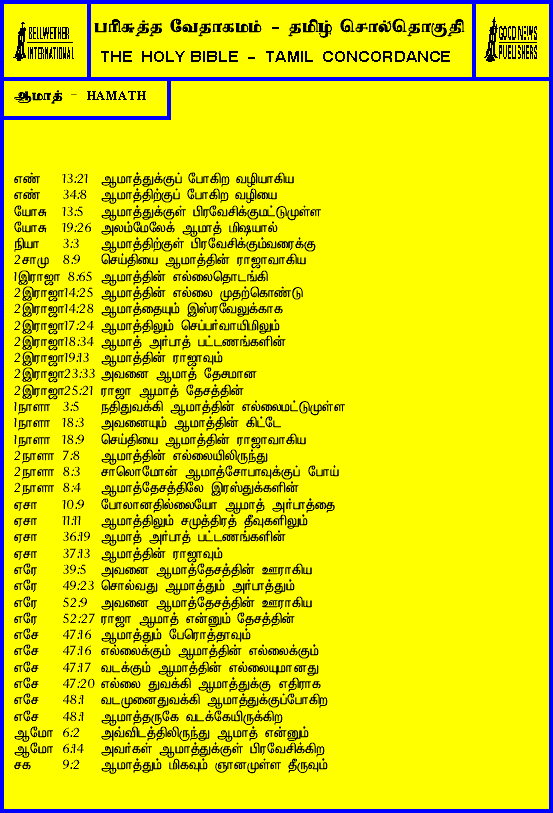 BELLWETHER
INTERNATIONAL
பரிசுத்த வேதாகமம் - தமிழ் சொல்தொகுதி
THE HOLY BIBLE - TAMIL CONCORDANCE
GOOD NEWS
PUBLISHERS
ஆமாத் - HAMATH
எண் 13:21 ஆமாத்துக்குப் போகிற வழியாகிய
எண் 34:8 ஆமாத்திற்குப் போகிற வழியை
யோசு 13:5 ஆமாத்துக்குள் பிரவேசிக்குமட்டுமுள்ள
யோசு 19:26 அலம்மேலேக் ஆமாத் மிஷயால்
நியா 3:3 ஆமாத்திற்குள் பிரவேசிக்கும்வரைக்கு
2சாமு 8:9 செய்தியை ஆமாத்தின் ராஜாவாகிய
1இராஜா 8:65 ஆமாத்தின் எல்லைதொடங்கி
2இராஜா14:25 ஆமாத்தின் எல்லை முதற்கொண்டு
2இராஜா14:28 ஆமாத்தையும் இஸ்ரவேலுக்காக
2இராஜா17:24 ஆமாத்திலும் செப்பர்வாயிமிலும்
2இராஜா18:34 ஆமாத் அர்பாத் பட்டணங்களின்
2இராஜா19:13 ஆமாத்தின் ராஜாவும்
2இராஜா23:33 அவனை ஆமாத் தேசமான
2இராஜா25:21 ராஜா ஆமாத் தேசத்தின்
1நாளா 3:5 நதிதுவக்கி ஆமாத்தின் எல்லைமட்டுமுள்ள
1நாளா 18:3 அவனையும் ஆமாத்தின் கிட்டே
1நாளா 18:9 செய்தியை ஆமாத்தின் ராஜாவாகிய
2நாளா 7:8 ஆமாத்தின் எல்லையிலிருந்து
2நாளா 8:3 சாலொமோன் ஆமாத்சோபாவுக்குப் போய்
2நாளா 8:4 ஆமாத்தேசத்திலே இரஸ்துக்களின்
ஏசா 10:9 போலானதில்லையோ ஆமாத் அர்பாத்தை
ஏசா 11:11 ஆமாத்திலும் சமுத்திரத் தீவுகளிலும்
ஏசா 36:19 ஆமாத் அர்பாத் பட்டணங்களின்
ஏசா 37:13 ஆமாத்தின் ராஜாவும்
எரே 39:5 அவனை ஆமாத்தேசத்தின் ஊராகிய
எரே 49:23 சொல்வது ஆமாத்தும் அர்பாத்தும்
எரே 52:9 அவனை ஆமாத்தேசத்தின் ஊராகிய
எரே 52:27 ராஜா ஆமாத் என்னும் தேசத்தின்
எசே 47:16 ஆமாத்தும் பேரொத்தாவும்
எசே 47:16 எல்லைக்கும் ஆமாத்தின் எல்லைக்கும்
எசே 47:17 வடக்கும் ஆமாத்தின் எல்லையுமானது
எசே 47:20 எல்லை துவக்கி ஆமாத்துக்கு எதிராக
எசே 48:1 வடமுனைதுவக்கி ஆமாத்துக்குப்போகிற
எசே 48:1 ஆமாத்தருகே வடக்கேயிருக்கிற
ஆமோ 6:2 அவ்விடத்திலிருந்து ஆமாத் என்னும்
ஆமோ 6:14 அவர்கள் ஆமாத்துக்குள் பிரவேசிக்கிற
சக 9:2 ஆமாத்தும் மிகவும் ஞானமுள்ள தீருவும்